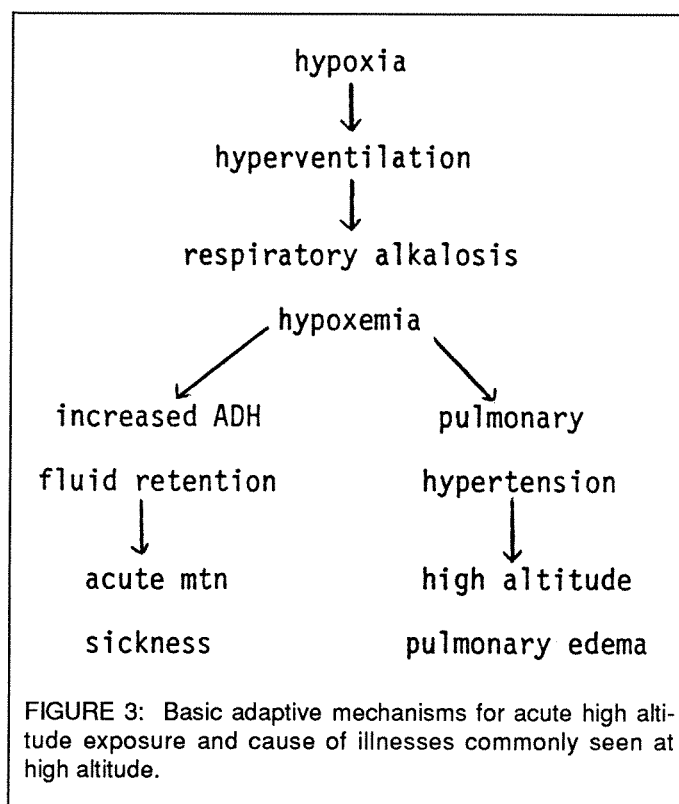 hypoxia
hyperventilation
respiratory alkalosis
hypoxemia
increased ADH
pulmonary
fluid retention
hypertension
acute mtn
high altitude
sickness
pulmonary edema
FIGURE 3: Basic adaptive mechanisms for acute high alti-
tude exposure and cause of illnesses commonly seen at
high altitude.